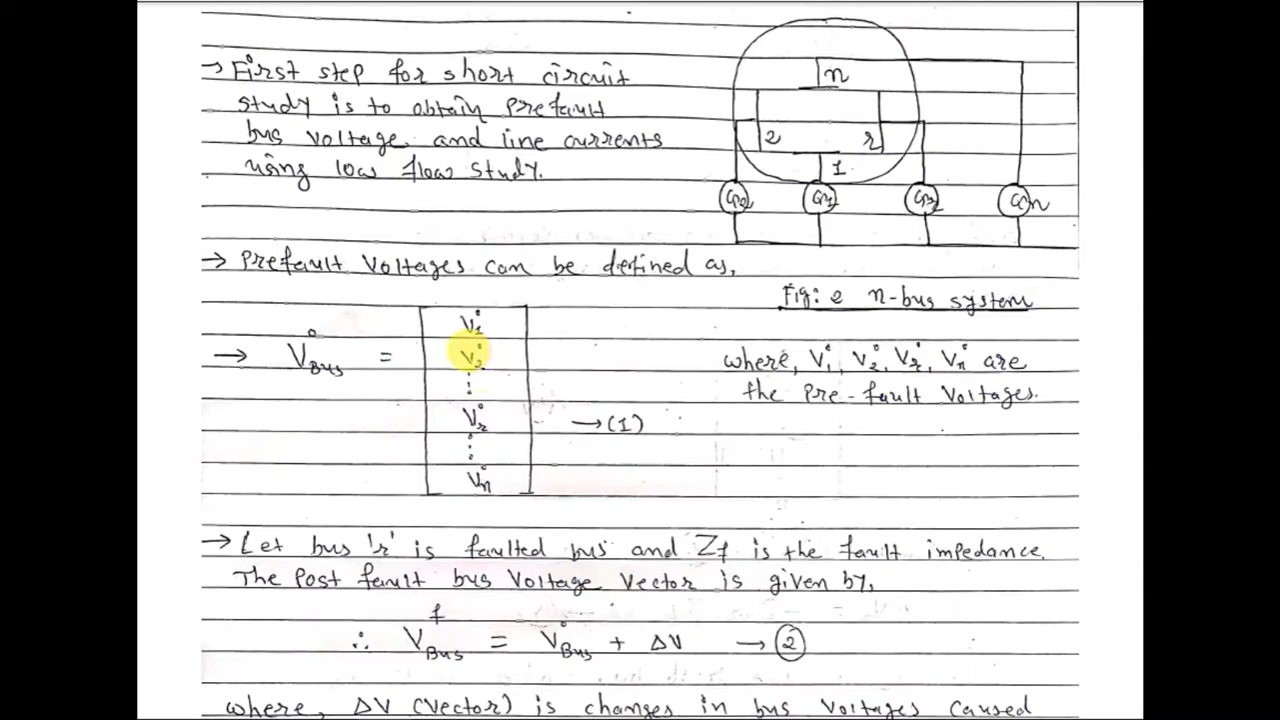 → First step for short circuit
study is to obtain prefault
bus voltage and line currents
using low flow study.
n
2
r
1
G2 G1 Gr Gn
→ Prefault Voltages can be defined as,
Fig: 2 n-bus system
→ V°Bus = [V1° V2° ⋮ Vr° ⋮ Vn°] → (1)
where, V1°, V2°, Vr°, Vn° are
the Pre-fault Voltages.
→ Let bus 'r' is faulted bus and Zf is the fault impedance.
The Post fault bus Voltage Vector is given by,
∴ V^f Bus = V°Bus + ΔV → ②
where, ΔV (Vector) is changes in bus Voltages caused